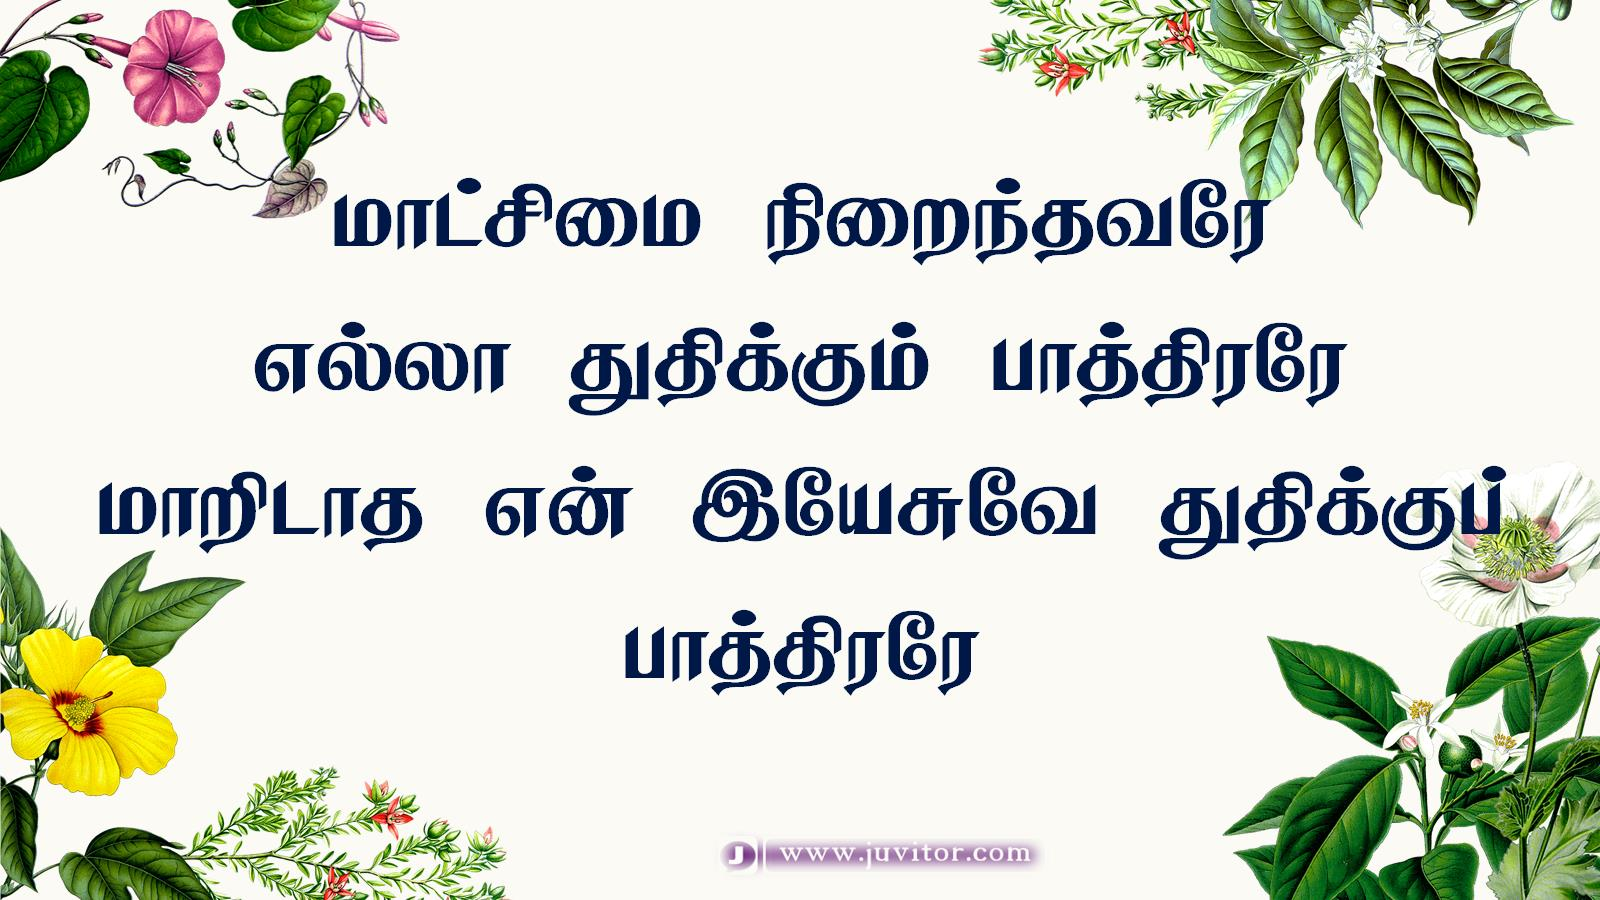 மாட்சிமை நிறைந்தவரே
எல்லா துதிக்கும் பாத்திரரே
மாறிடாத என் இயேசுவே துதிக்குப்
பாத்திரரே
J | www.juvitor.com